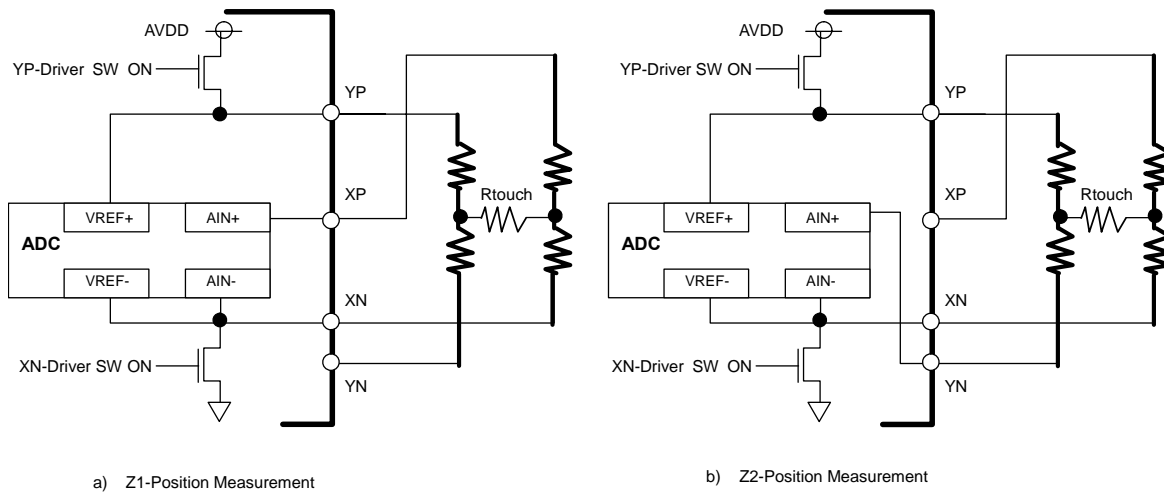 AVDD
YP-Driver SW ON
YP
XP
Rtouch
VREF+ AIN+
ADC
VREF- AIN-
XN
XN-Driver SW ON
YN
a) Z1-Position Measurement
AVDD
YP-Driver SW ON
YP
XP
Rtouch
VREF+ AIN+
ADC
VREF- AIN-
XN
XN-Driver SW ON
YN
b) Z2-Position Measurement